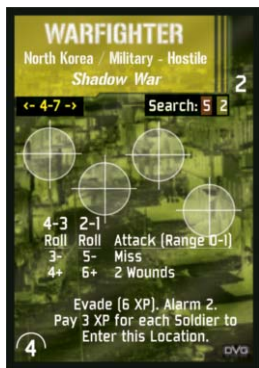 WARFIGHTER
North Korea / Military - Hostile
Shadow War
2
<- 4-7 -> Search: 5 2
4-3 2-1
Roll Roll Attack (Range 0-1)
3- 5- Miss
4+ 6+ 2 Wounds
Evade (6 XP). Alarm 2.
Pay 3 XP for each Soldier to
Enter this Location.
4
DVG